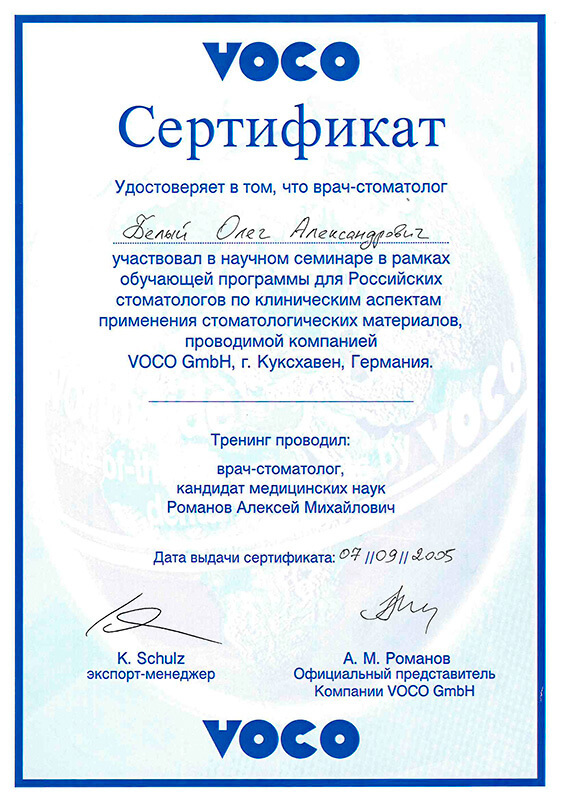 VOCO
Сертификат
Удостоверяет в том, что врач-стоматолог
Белый Олег Александрович
участвовал в научном семинаре в рамках
обучающей программы для Российских
стоматологов по клиническим аспектам
применения стоматологических материалов,
проводимой компанией
VOCO GmbH, г. Куксхавен, Германия.
Тренинг проводил:
врач-стоматолог,
кандидат медицинских наук
Романов Алексей Михайлович
Дата выдачи сертификата: 07//09//2005
K. Schulz
экспорт-менеджер
А. М. Романов
Официальный представитель
Компании VOCO GmbH
VOCO